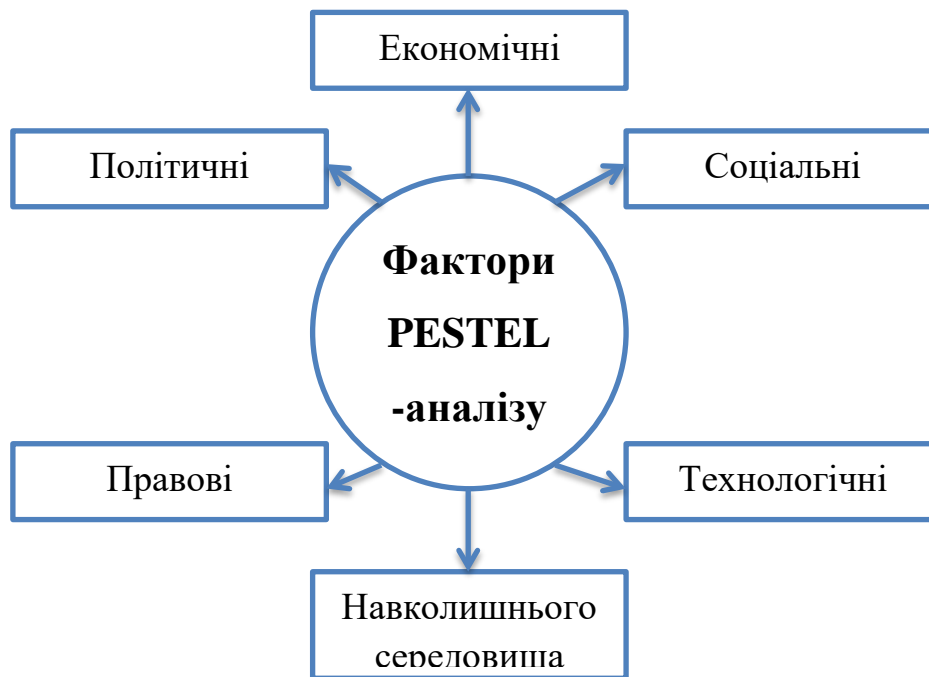 Економічні
Політичні
Соціальні
Фактори
PESTEL
-аналізу
Правові
Технологічні
Навколишнього
середовища